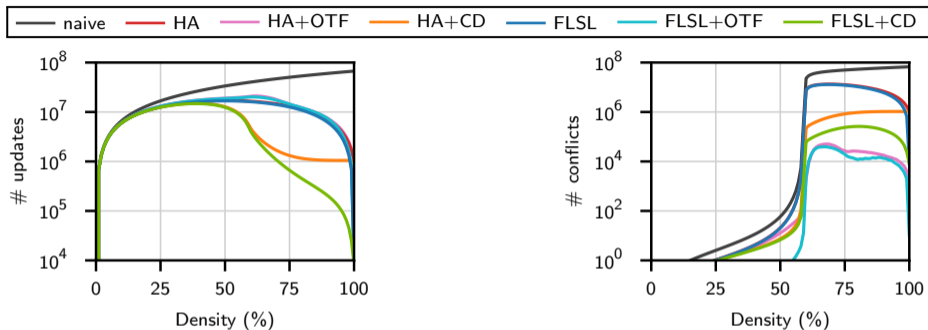 naive HA HA+OTF HA+CD FLSL FLSL+OTF FLSL+CD
# updates
10^8
10^7
10^6
10^5
10^4
0 25 50 75 100
Density (%)
# conflicts
10^8
10^6
10^4
10^2
10^0
0 25 50 75 100
Density (%)